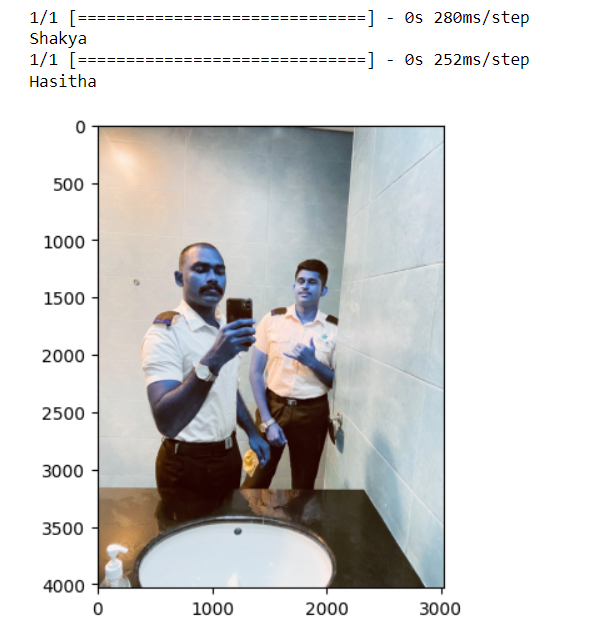 1/1 [==============================] - 0s 280ms/step
Shakya
1/1 [==============================] - 0s 252ms/step
Hasitha
0
500
1000
1500
2000
2500
3000
3500
4000
0 1000 2000 3000